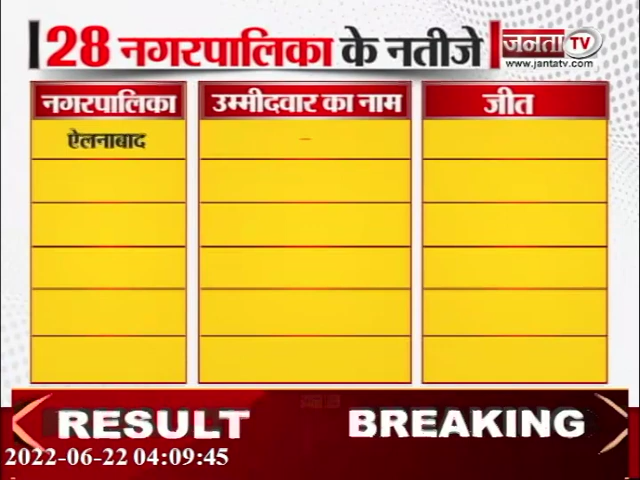 28 नगरपालिका के नतीजे
जनता TV
www.jantatv.com
नगरपालिका उम्मीदवार का नाम जीत
ऐलनाबाद –
RESULT BREAKING
2022-06-22 04:09:45